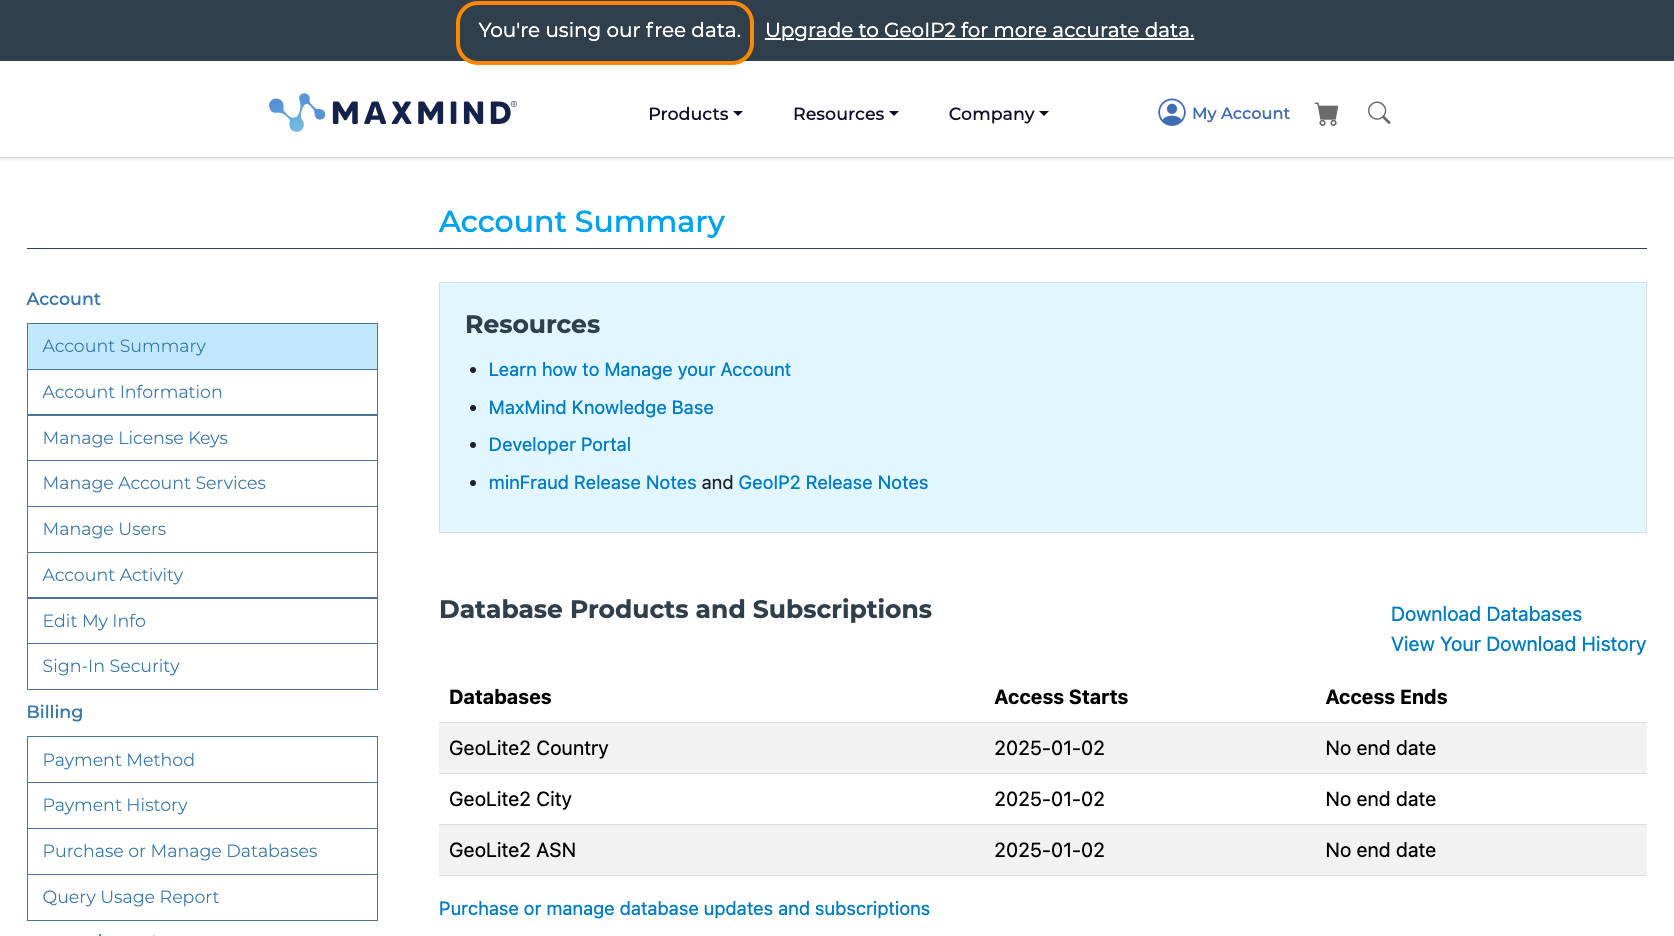 You're using our free data. Upgrade to GeoIP2 for more accurate data.
MAXMIND®
Products Resources Company My Account
Account Summary
Account
Account Summary
Account Information
Manage License Keys
Manage Account Services
Manage Users
Account Activity
Edit My Info
Sign-In Security
Billing
Payment Method
Payment History
Purchase or Manage Databases
Query Usage Report
Resources
• Learn how to Manage your Account
• MaxMind Knowledge Base
• Developer Portal
• minFraud Release Notes and GeoIP2 Release Notes
Database Products and Subscriptions
Download Databases
View Your Download History
Databases Access Starts Access Ends
GeoLite2 Country 2025-01-02 No end date
GeoLite2 City 2025-01-02 No end date
GeoLite2 ASN 2025-01-02 No end date
Purchase or manage database updates and subscriptions